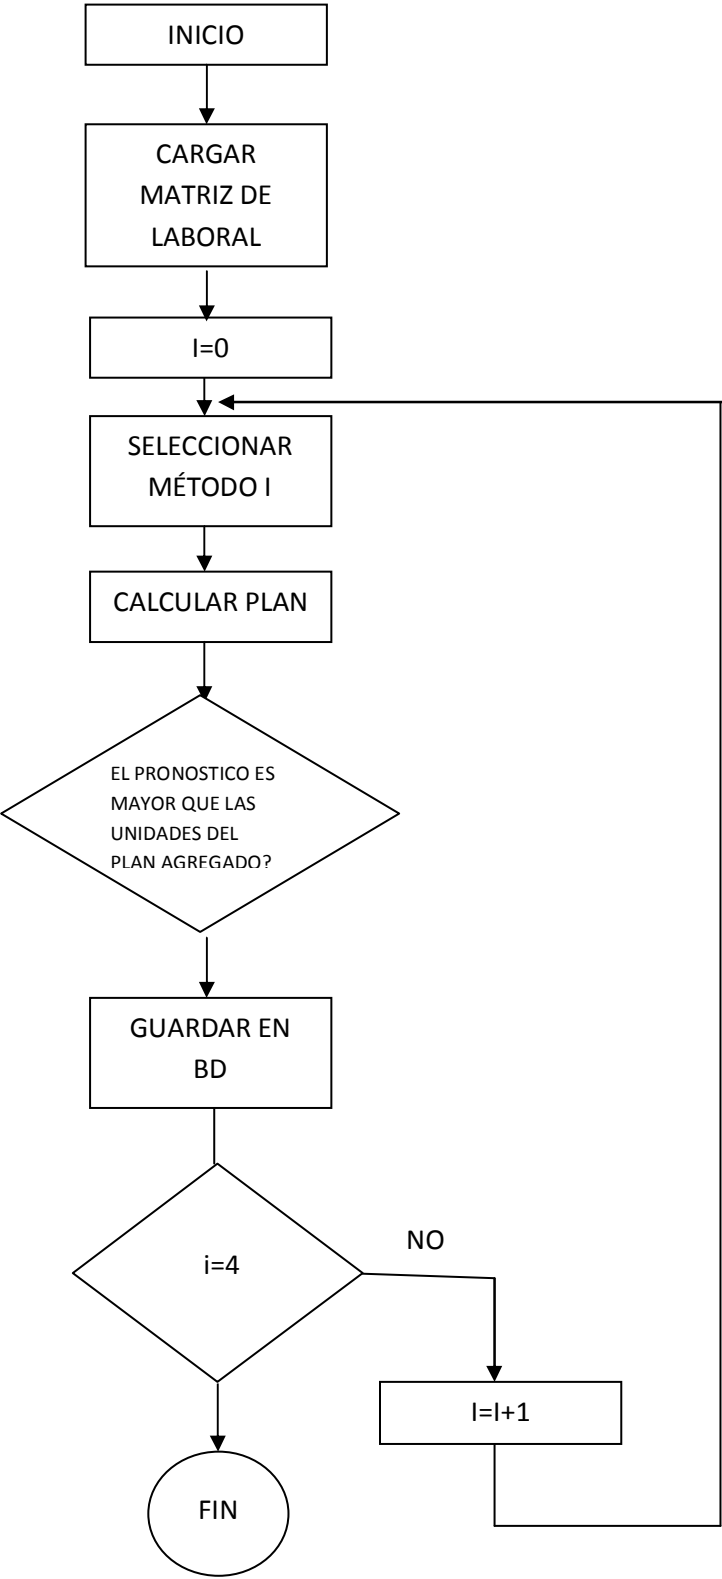 INICIO
CARGAR
MATRIZ DE
LABORAL
I=0
SELECCIONAR
MÉTODO I
CALCULAR PLAN
EL PRONOSTICO ES
MAYOR QUE LAS
UNIDADES DEL
PLAN AGREGADO?
GUARDAR EN
BD
i=4
NO
I=I+1
FIN